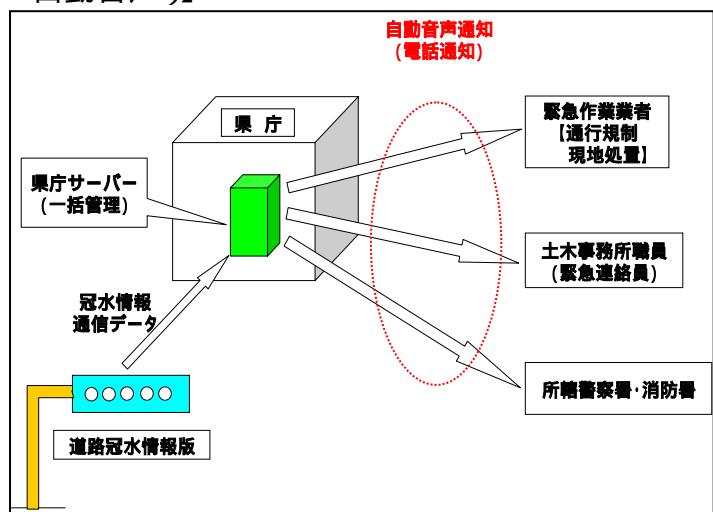 自動音声通知
(電話通知)
県 庁
緊急作業業者
【通行規制
現地処置】
県庁サーバー
(一括管理)
土木事務所職員
(緊急連絡員)
冠水情報
通信データ
所轄警察署・消防署
道路冠水情報版